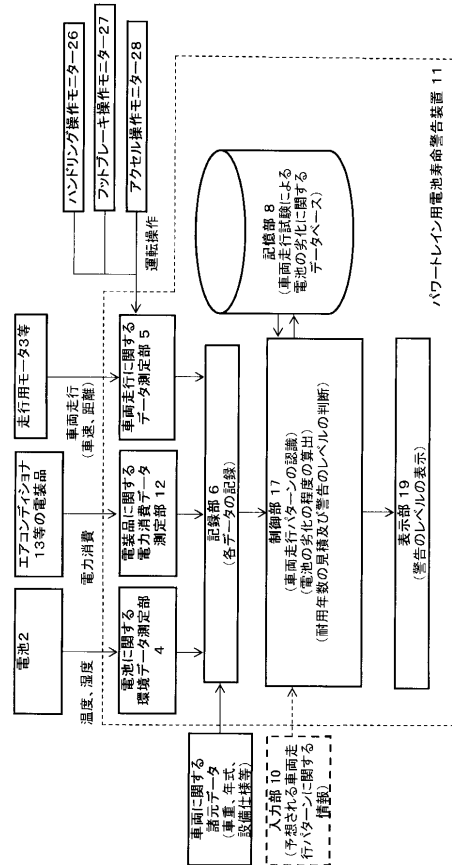 電池2
エアコンディショナ
13等の電装品
走行用モータ3等
ハンドリング操作モニター26
フットブレーキ操作モニター27
アクセル操作モニター28
温度、湿度
電力消費
車両走行
(車速、距離)
運転操作
電池に関する
環境データ測定部
4
電装品に関する
電力消費データ
測定部 12
車両走行に関する
データ測定部 5
車両に関する
諸元データ
(車重、年式、
設備仕様等)
記録部 6
(各データの記録)
入力部 10
(予想される車両走
行パターンに関する
情報)
制御部 17
(車両走行パターンの認識)
(電池の劣化の程度の算出)
(耐用年数の見積及び警告のレベルの判断)
記憶部 8
(車両走行試験による
電池の劣化に関する
データベース)
表示部 19
(警告のレベルの表示)
パワートレイン用電池寿命警告装置 11